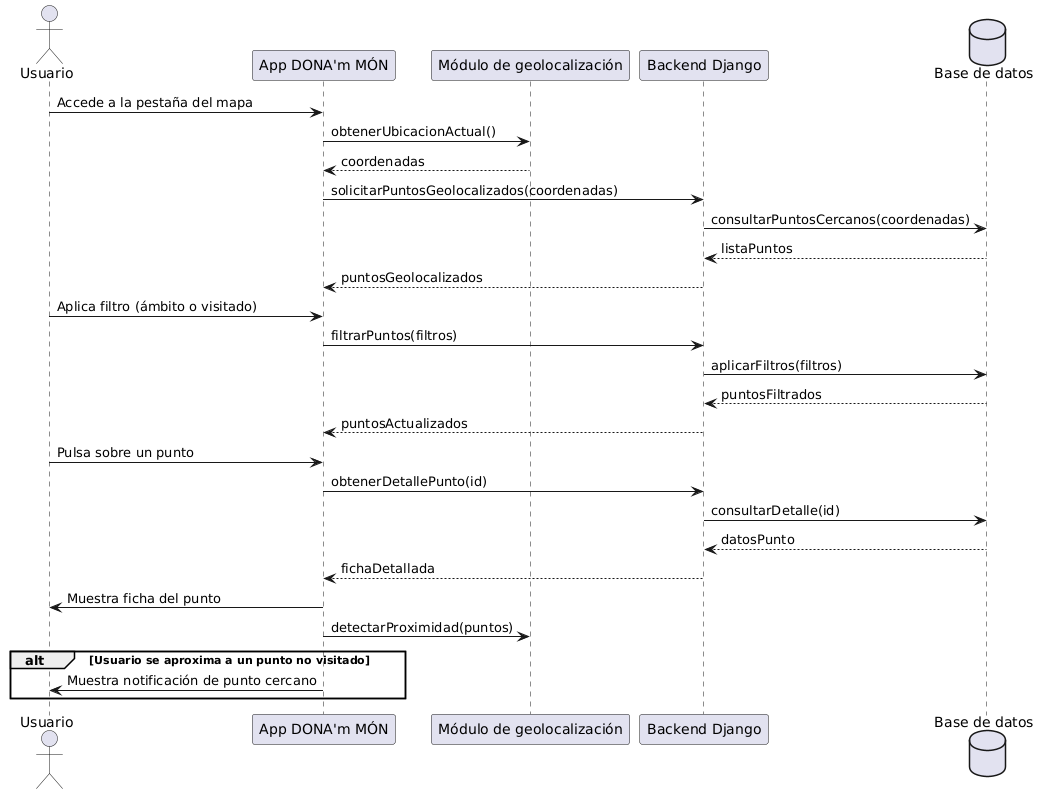 Usuario
App DONA'm MÓN
Módulo de geolocalización
Backend Django
Base de datos
Accede a la pestaña del mapa
obtenerUbicacionActual()
coordenadas
solicitarPuntosGeolocalizados(coordenadas)
consultarPuntosCercanos(coordenadas)
listaPuntos
puntosGeolocalizados
Aplica filtro (ámbito o visitado)
filtrarPuntos(filtros)
aplicarFiltros(filtros)
puntosFiltrados
puntosActualizados
Pulsa sobre un punto
obtenerDetallePunto(id)
consultarDetalle(id)
datosPunto
fichaDetallada
Muestra ficha del punto
detectarProximidad(puntos)
alt [Usuario se aproxima a un punto no visitado]
Muestra notificación de punto cercano
Usuario
App DONA'm MÓN
Módulo de geolocalización
Backend Django
Base de datos